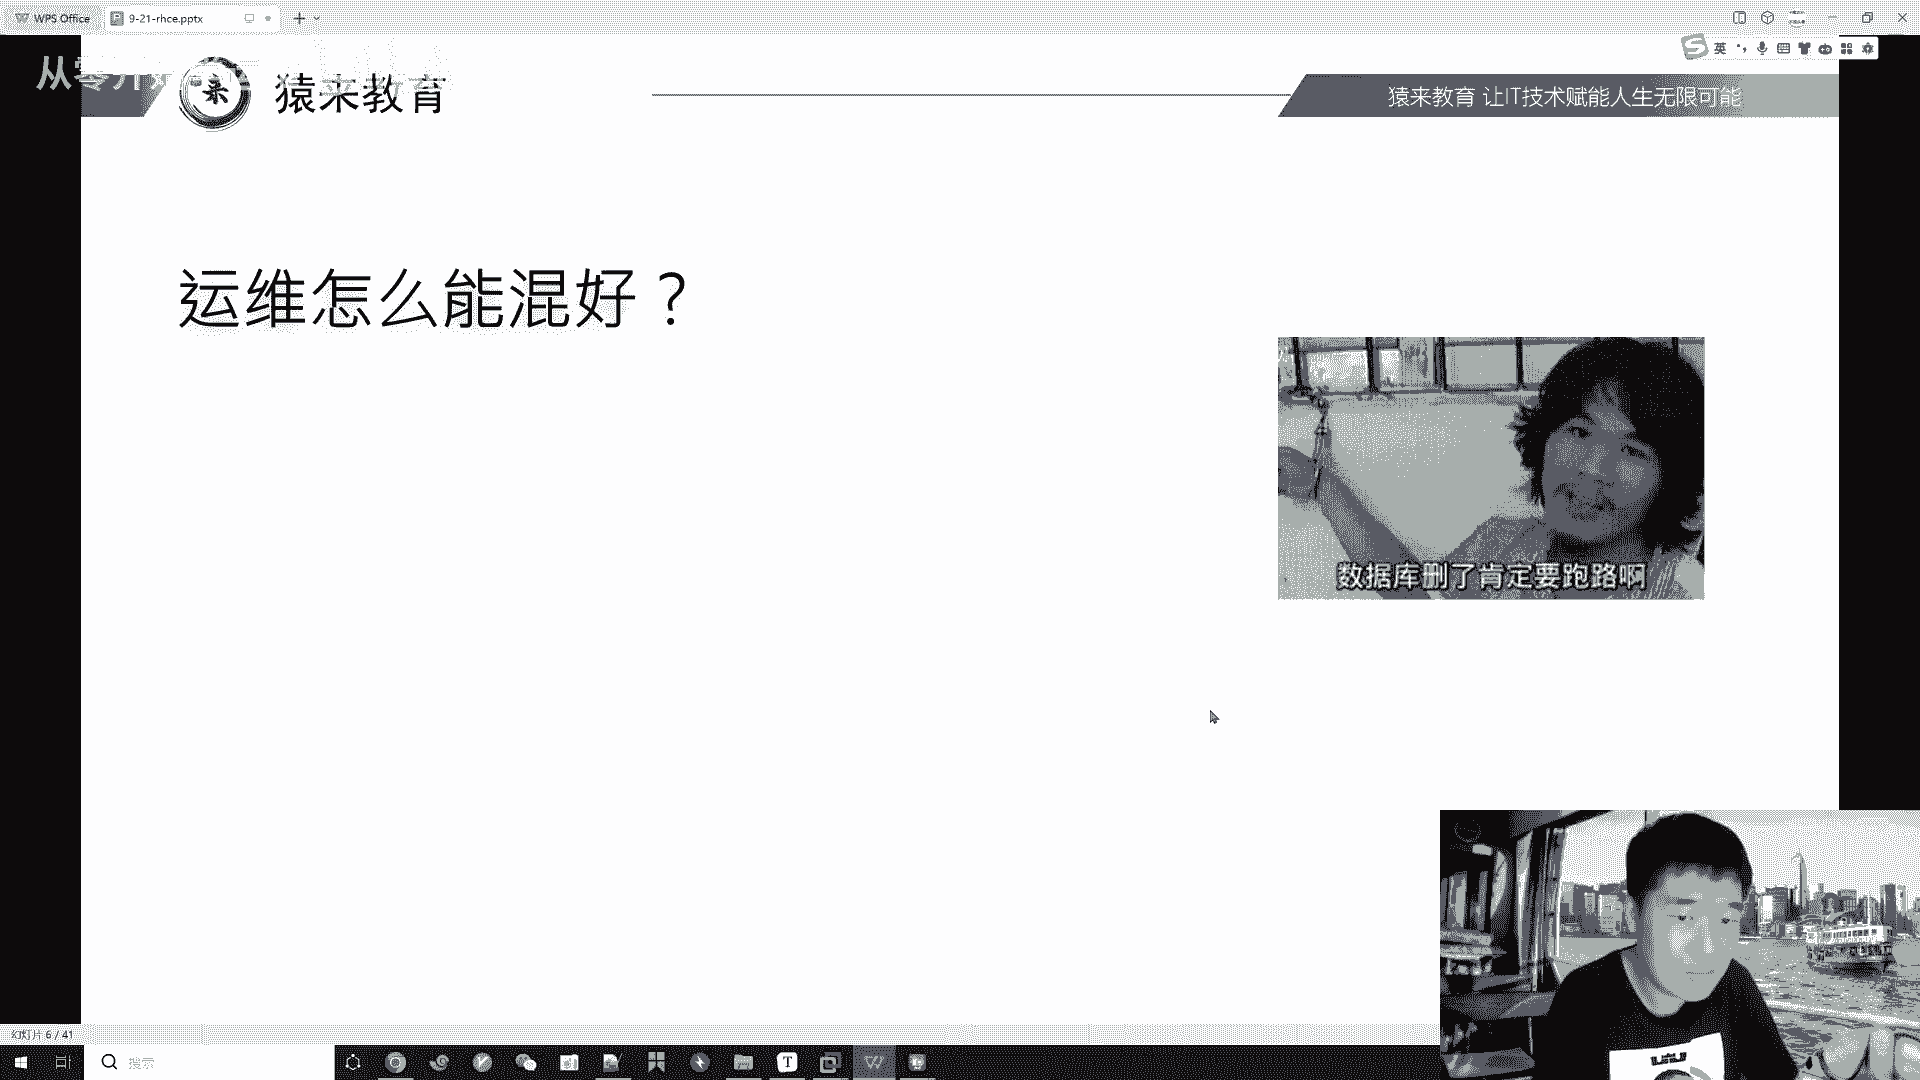 WPS Office
9-21-rhce.pptx
英
从零开始
猿来教育
猿来教育 让IT技术赋能人生无限可能
运维怎么能混好？
数据库删了肯定要跑路啊
幻灯片 6 / 41
搜索